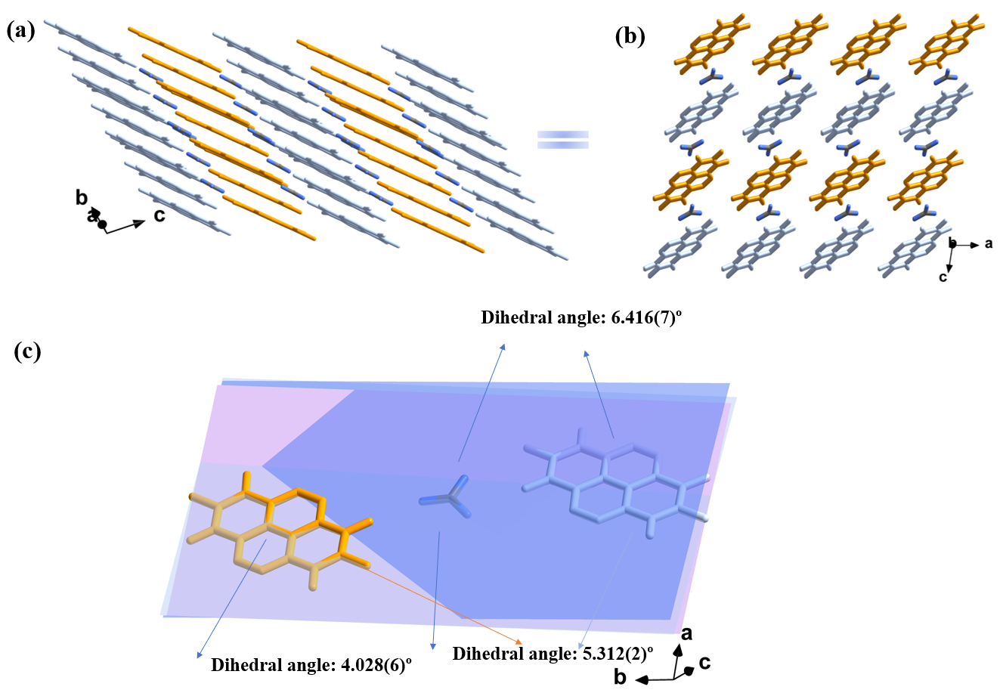 (a)
(b)
b
a
c
b
a
c
Dihedral angle: 6.416(7)º
(c)
Dihedral angle: 4.028(6)º
Dihedral angle: 5.312(2)º
a
b
c